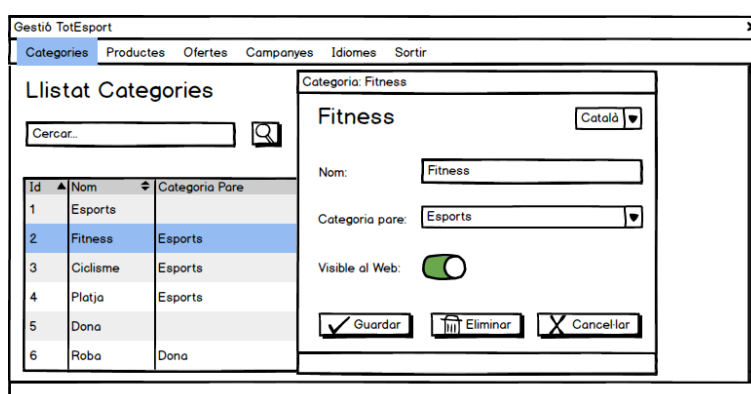 Gestió TotEsport
Categories Productes Ofertes Campanyes Idiomes Sortir
Llistat Categories
Cercar...
Id Nom Categoria Pare
1 Esports
2 Fitness Esports
3 Ciclisme Esports
4 Platja Esports
5 Dona
6 Roba Dona
Categoria: Fitness
Fitness Català
Nom: Fitness
Categoria pare: Esports
Visible al Web:
Guardar Eliminar Cancel·lar